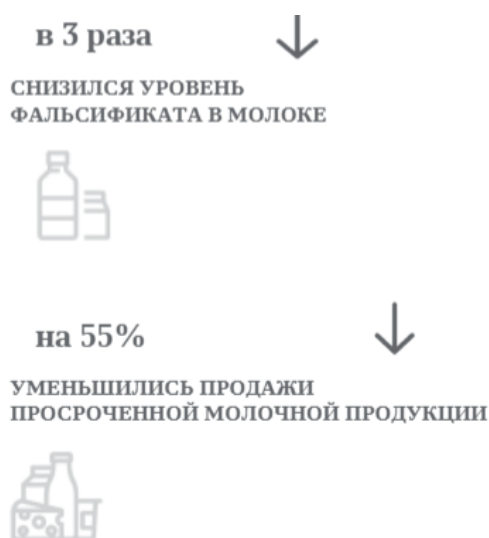 в 3 раза
СНИЗИЛСЯ УРОВЕНЬ
ФАЛЬСИФИКАТА В МОЛОКЕ
на 55%
УМЕНЬШИЛИСЬ ПРОДАЖИ
ПРОСРОЧЕННОЙ МОЛОЧНОЙ ПРОДУКЦИИ